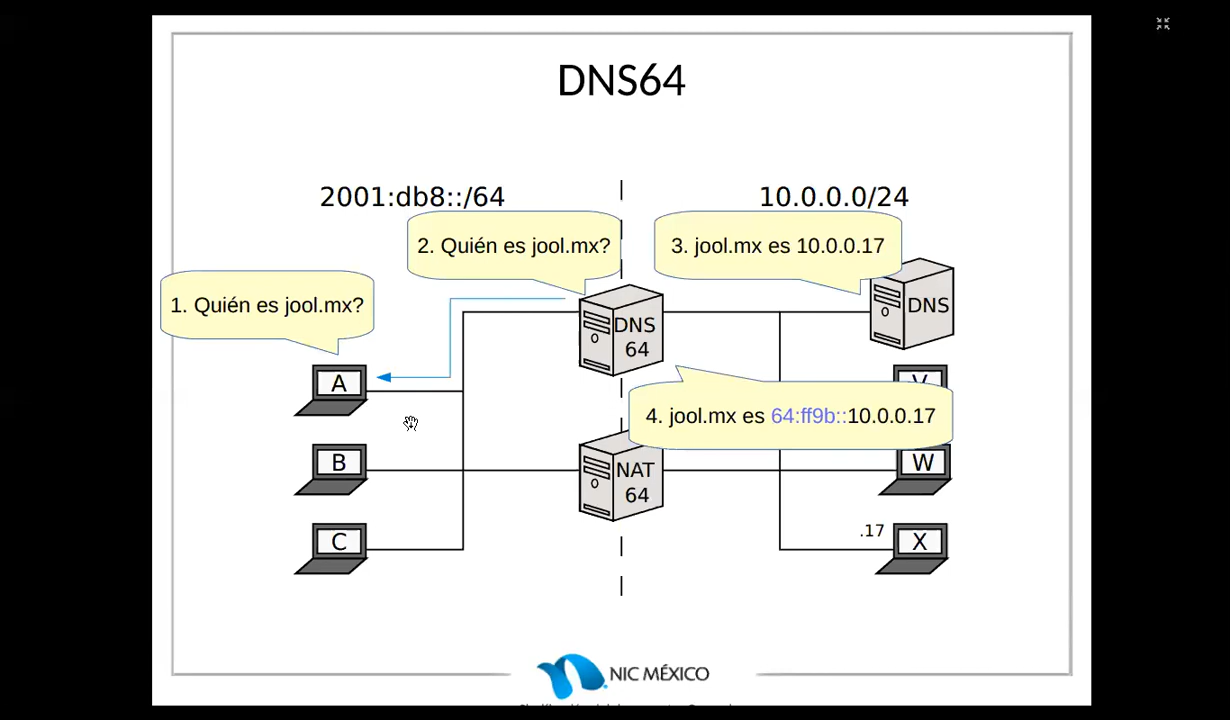 DNS64
2001:db8::/64
10.0.0.0/24
2. Quién es jool.mx?
3. jool.mx es 10.0.0.17
1. Quién es jool.mx?
DNS
64
DNS
A
4. jool.mx es 64:ff9b::10.0.0.17
B
NAT
64
W
C
.17
X
NIC MÉXICO